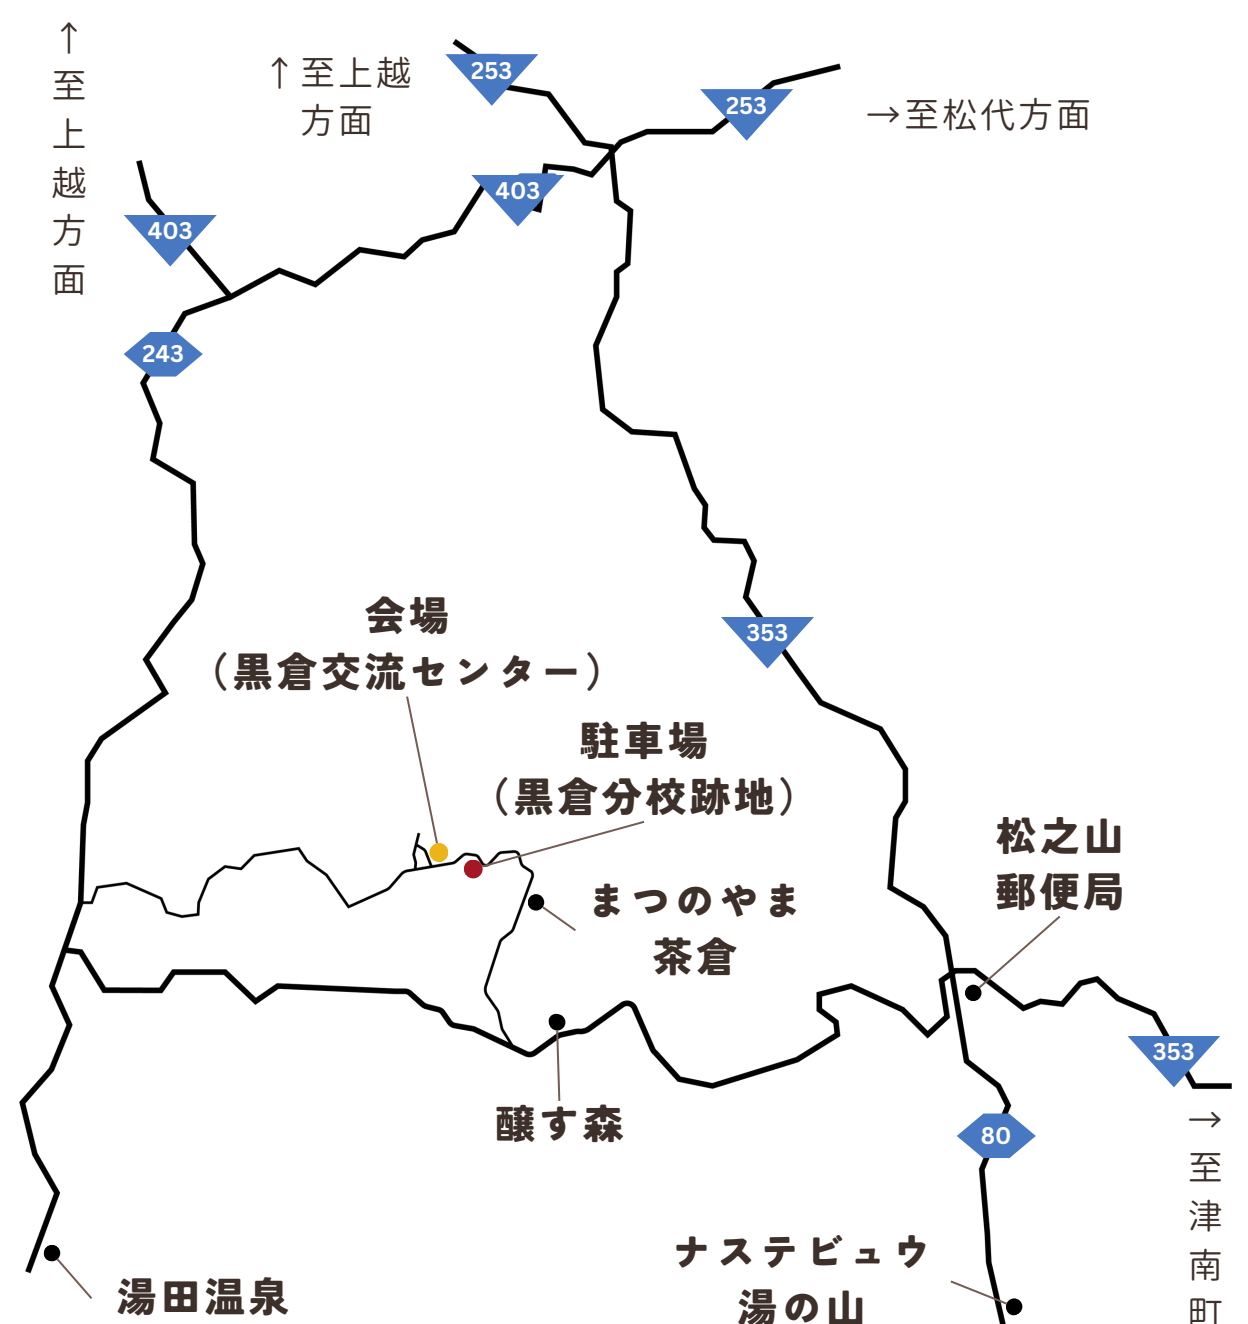 ↑至上越方面
↑至上越
方面
253
253
→至松代方面
403
403
243
会場
（黒倉交流センター）
353
駐車場
（黒倉分校跡地）
松之山
郵便局
まつのやま
茶倉
353
醸す森
80
→至津南町
ナステビュウ
湯の山
湯田温泉